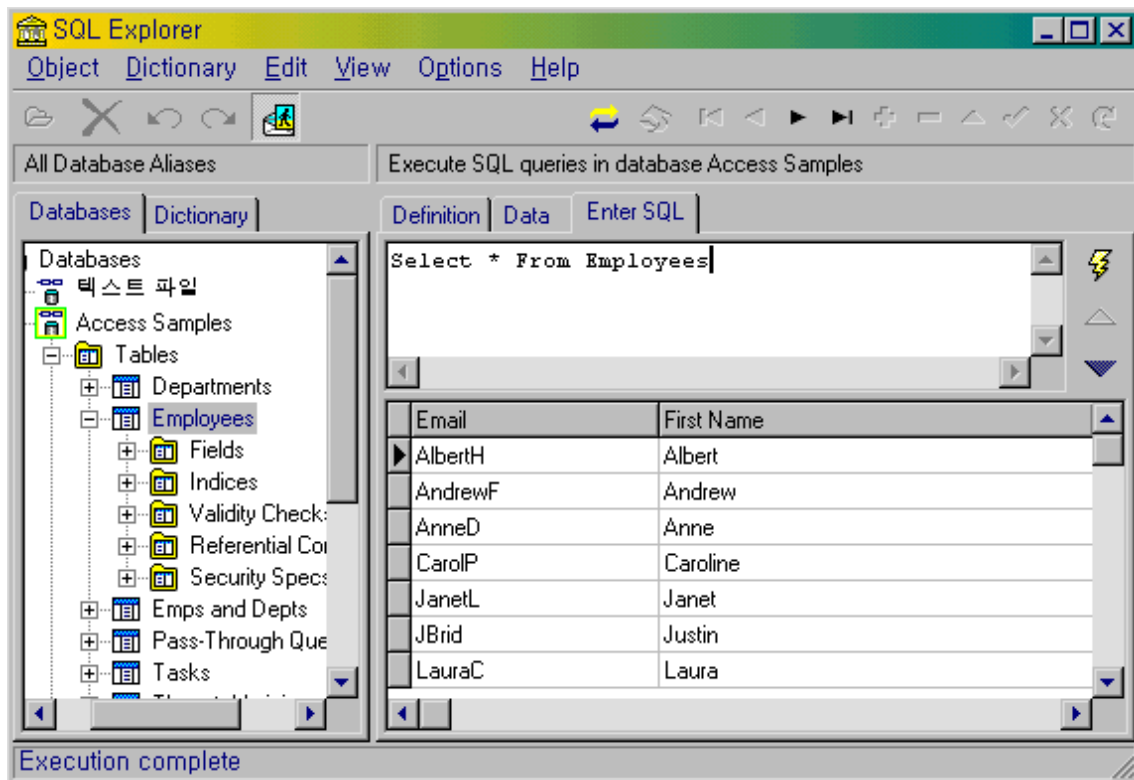 SQL Explorer
Object Dictionary Edit View Options Help
All Database Aliases
Execute SQL queries in database Access Samples
Databases Dictionary
Definition Data Enter SQL
Databases
텍스트 파일
Access Samples
Tables
Departments
Employees
Fields
Indices
Validity Check
Referential Co
Security Specs
Emps and Depts
Pass-Through Que
Tasks
Select * From Employees
Email First Name
AlbertH Albert
AndrewF Andrew
AnneD Anne
CarolP Caroline
JanetL Janet
JBrid Justin
LauraC Laura
Execution complete